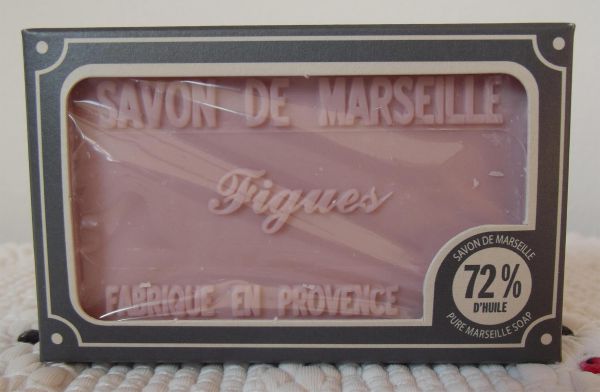 SAVON DE MARSEILLE
Figues
FABRIQUE EN PROVENCE
SAVON DE MARSEILLE
72%
D'HUILE
PURE MARSEILLE SOAP